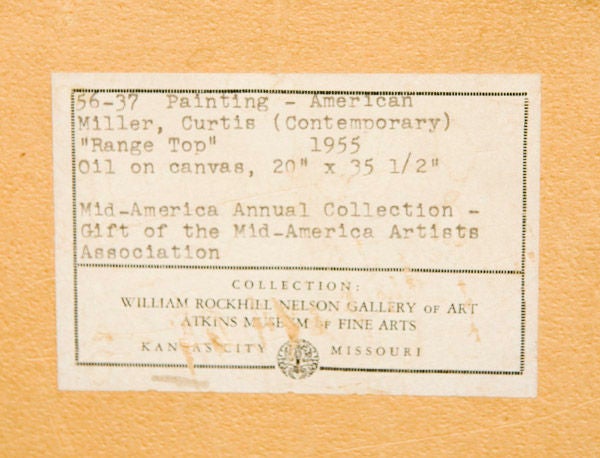 56-37 Painting - American
Miller, Curtis (Contemporary)
"Range Top" 1955
Oil on canvas, 20" x 35 1/2"
Mid-America Annual Collection -
Gift of the Mid-America Artists
Association
COLLECTION:
WILLIAM ROCKHILL NELSON GALLERY OF ART
ATKINS MUSEUM OF FINE ARTS
KANSAS CITY MISSOURI